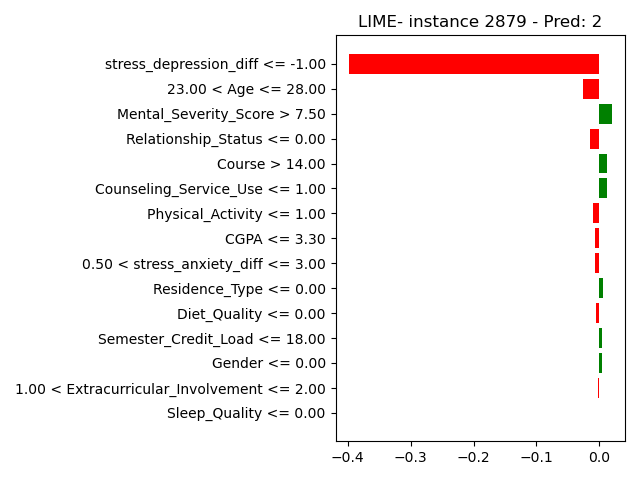 LIME- instance 2879 - Pred: 2
stress_depression_diff <= -1.00
23.00 < Age <= 28.00
Mental_Severity_Score > 7.50
Relationship_Status <= 0.00
Course > 14.00
Counseling_Service_Use <= 1.00
Physical_Activity <= 1.00
CGPA <= 3.30
0.50 < stress_anxiety_diff <= 3.00
Residence_Type <= 0.00
Diet_Quality <= 0.00
Semester_Credit_Load <= 18.00
Gender <= 0.00
1.00 < Extracurricular_Involvement <= 2.00
Sleep_Quality <= 0.00
−0.4 −0.3 −0.2 −0.1 0.0